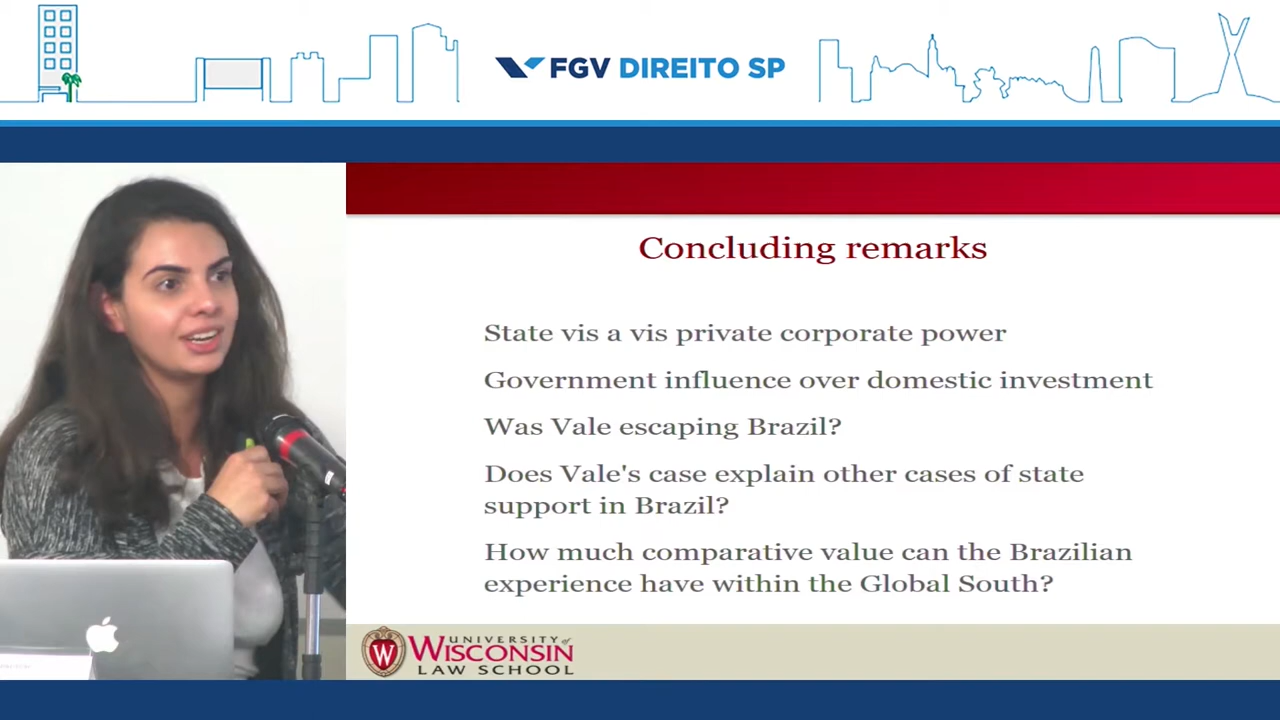 FGV DIREITO SP
Concluding remarks
State vis a vis private corporate power
Government influence over domestic investment
Was Vale escaping Brazil?
Does Vale's case explain other cases of state
support in Brazil?
How much comparative value can the Brazilian
experience have within the Global South?
W
UNIVERSITY of
WISCONSIN
LAW SCHOOL